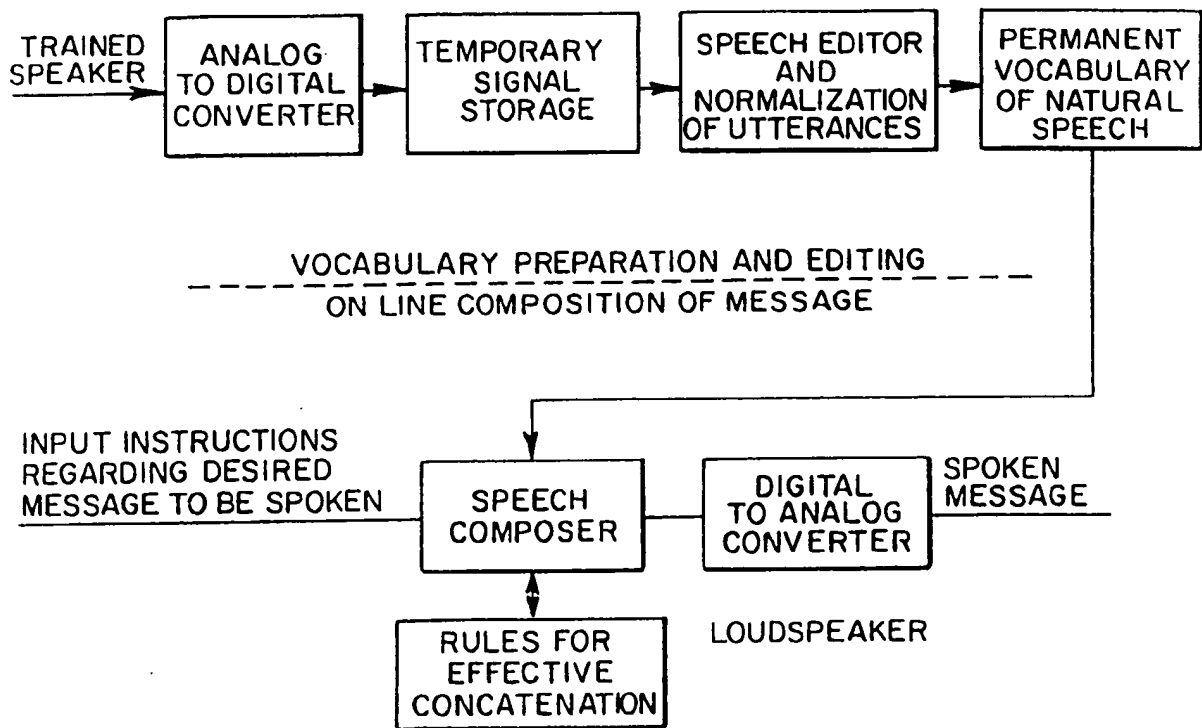 TRAINED
SPEAKER
ANALOG
TO DIGITAL
CONVERTER
TEMPORARY
SIGNAL
STORAGE
SPEECH EDITOR
AND
NORMALIZATION
OF UTTERANCES
PERMANENT
VOCABULARY
OF NATURAL
SPEECH
VOCABULARY PREPARATION AND EDITING
ON LINE COMPOSITION OF MESSAGE
INPUT INSTRUCTIONS
REGARDING DESIRED
MESSAGE TO BE SPOKEN
SPEECH
COMPOSER
DIGITAL
TO ANALOG
CONVERTER
SPOKEN
MESSAGE
RULES FOR
EFFECTIVE
CONCATENATION
LOUDSPEAKER